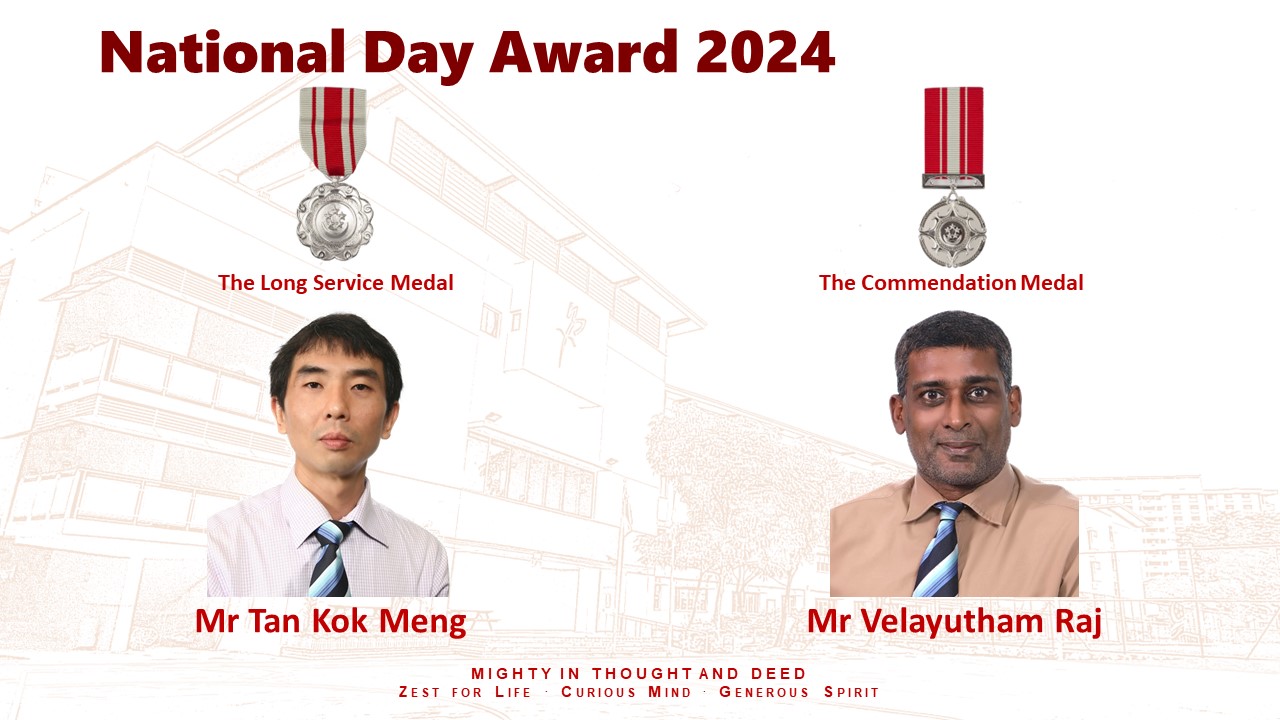 National Day Award 2024
The Long Service Medal
The Commendation Medal
Mr Tan Kok Meng
Mr Velayutham Raj
MIGHTY IN THOUGHT AND DEED
ZEST FOR LIFE · CURIOUS MIND · GENEROUS SPIRIT